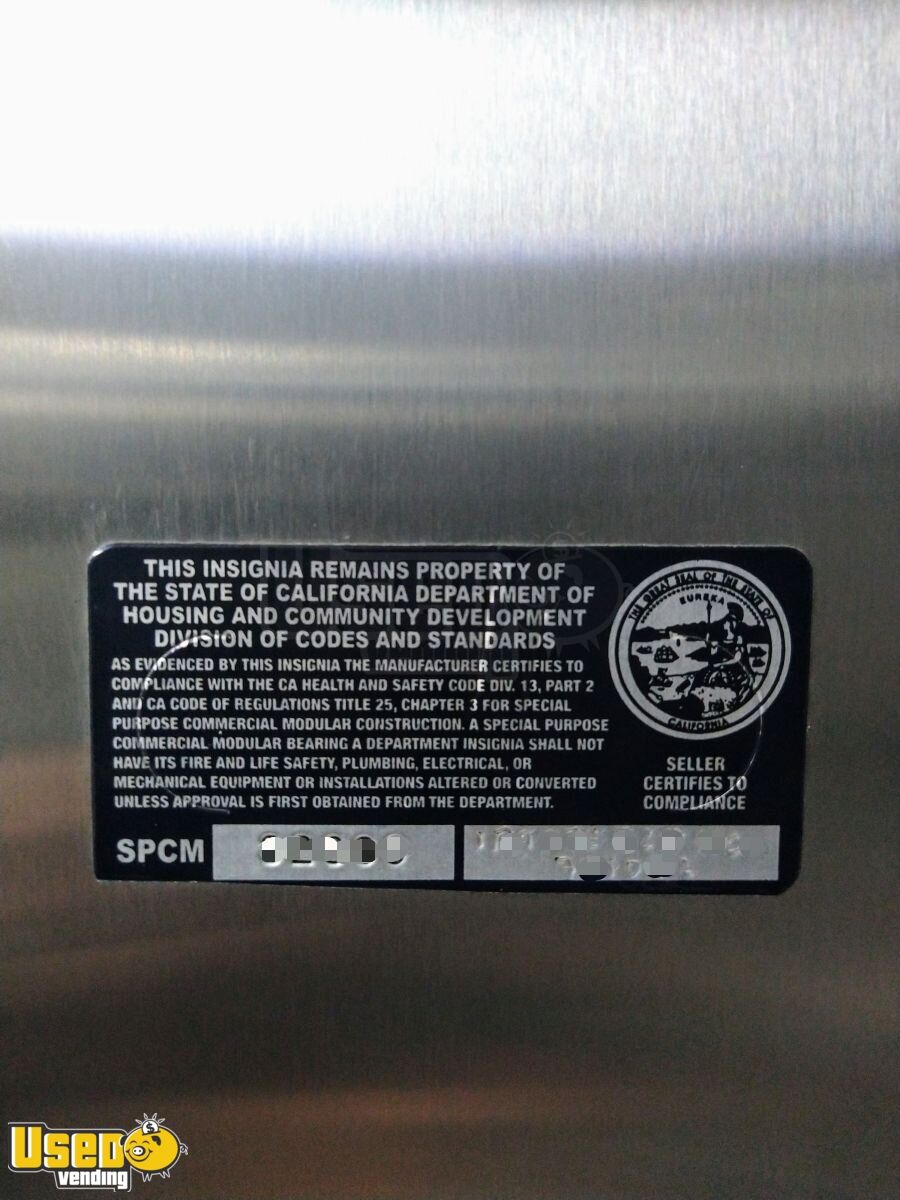 THIS INSIGNIA REMAINS PROPERTY OF
THE STATE OF CALIFORNIA DEPARTMENT OF
HOUSING AND COMMUNITY DEVELOPMENT
DIVISION OF CODES AND STANDARDS
AS EVIDENCED BY THIS INSIGNIA THE MANUFACTURER CERTIFIES TO
COMPLIANCE WITH THE CA HEALTH AND SAFETY CODE DIV. 13, PART 2
AND CA CODE OF REGULATIONS TITLE 25, CHAPTER 3 FOR SPECIAL
PURPOSE COMMERCIAL MODULAR CONSTRUCTION. A SPECIAL PURPOSE
COMMERCIAL MODULAR BEARING A DEPARTMENT INSIGNIA SHALL NOT
HAVE ITS FIRE AND LIFE SAFETY, PLUMBING, ELECTRICAL, OR
MECHANICAL EQUIPMENT OR INSTALLATIONS ALTERED OR CONVERTED
UNLESS APPROVAL IS FIRST OBTAINED FROM THE DEPARTMENT.
THE GREAT SEAL OF THE STATE OF
EUREKA
CALIFORNIA
SELLER
CERTIFIES TO
COMPLIANCE
SPCM
USED
vending